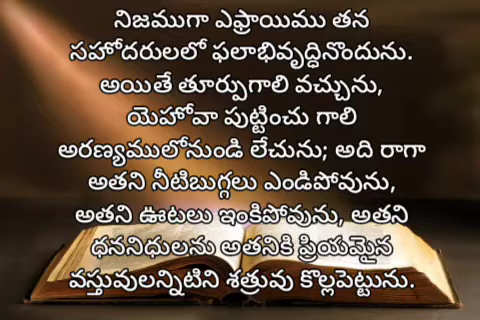 నిజముగా ఎఫ్రాయిము తన
సహోదరులలో ఫలాభివృద్ధినొందును.
అయితే తూర్పుగాలి వచ్చును,
యెహోవా పుట్టించు గాలి
అరణ్యములోనుండి లేచును; అది రాగా
అతని నీటిబుగ్గలు ఎండిపోవును,
అతని ఊటలు ఇంకిపోవును, అతని
ధననిధులను అతనికి ప్రియమైన
వస్తువులన్నిటిని శత్రువు కొల్లపెట్టును.